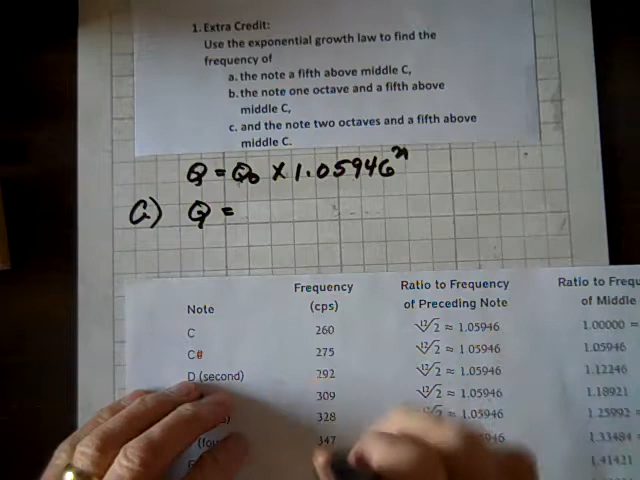 1. Extra Credit:
Use the exponential growth law to find the
frequency of
a. the note a fifth above middle C,
b. the note one octave and a fifth above
middle C,
c. and the note two octaves and a fifth above
middle C.
Q = Q₀ × 1.05946ⁿ
a) Q =
Note Frequency (cps) Ratio to Frequency of Preceding Note Ratio to Frequ of Middle
C 260 ¹²√2 ≈ 1.05946 1.00000 =
C# 275 ¹²√2 ≈ 1 05946 1.05946
D (second) 292 ¹²√2 ≈ 1.05946 1.12246
309 ¹²√2 ≈ 1.05946 1.18921
328 ¹²√2 ≈ 1.05946 1.25992
(fou 347 946 1.33484
1.41421